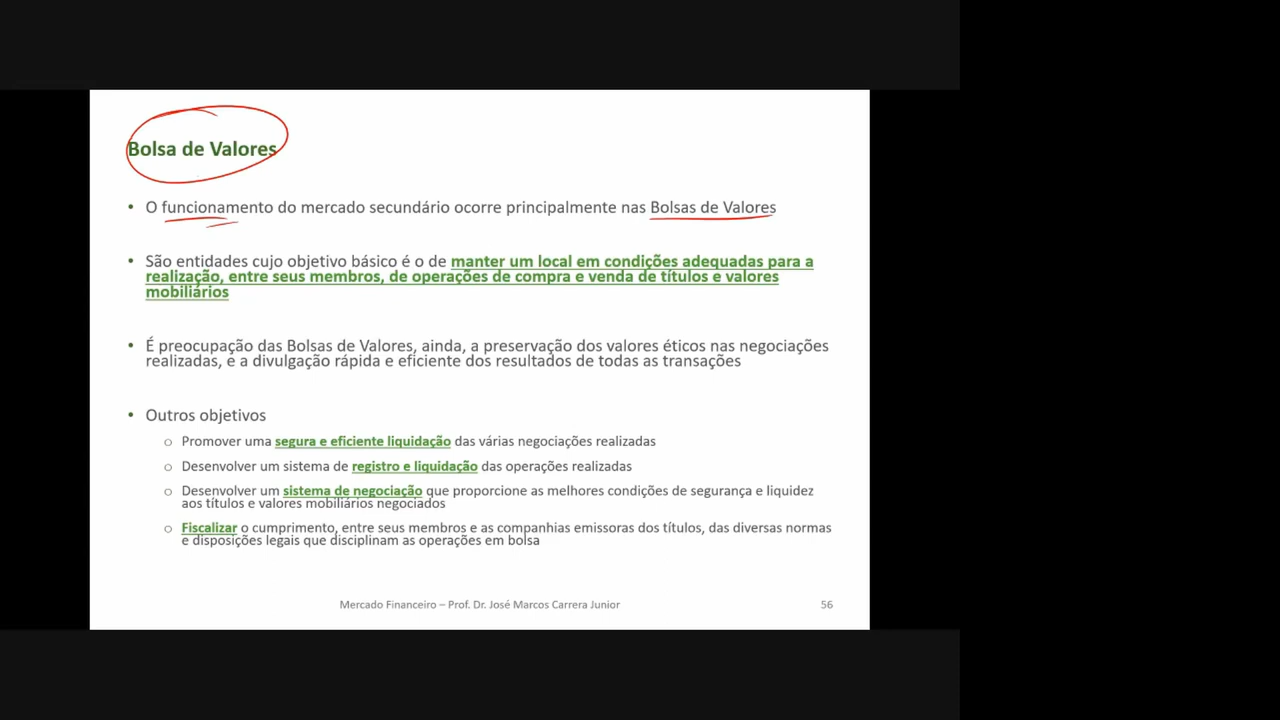 Bolsa de Valores
• O funcionamento do mercado secundário ocorre principalmente nas Bolsas de Valores
• São entidades cujo objetivo básico é o de manter um local em condições adequadas para a
realização, entre seus membros, de operações de compra e venda de títulos e valores
mobiliários
• É preocupação das Bolsas de Valores, ainda, a preservação dos valores éticos nas negociações
realizadas, e a divulgação rápida e eficiente dos resultados de todas as transações
• Outros objetivos
o Promover uma segura e eficiente liquidação das várias negociações realizadas
o Desenvolver um sistema de registro e liquidação das operações realizadas
o Desenvolver um sistema de negociação que proporcione as melhores condições de segurança e liquidez
aos títulos e valores mobiliários negociados
o Fiscalizar o cumprimento, entre seus membros e as companhias emissoras dos títulos, das diversas normas
e disposições legais que disciplinam as operações em bolsa
Mercado Financeiro – Prof. Dr. José Marcos Carrera Junior 56